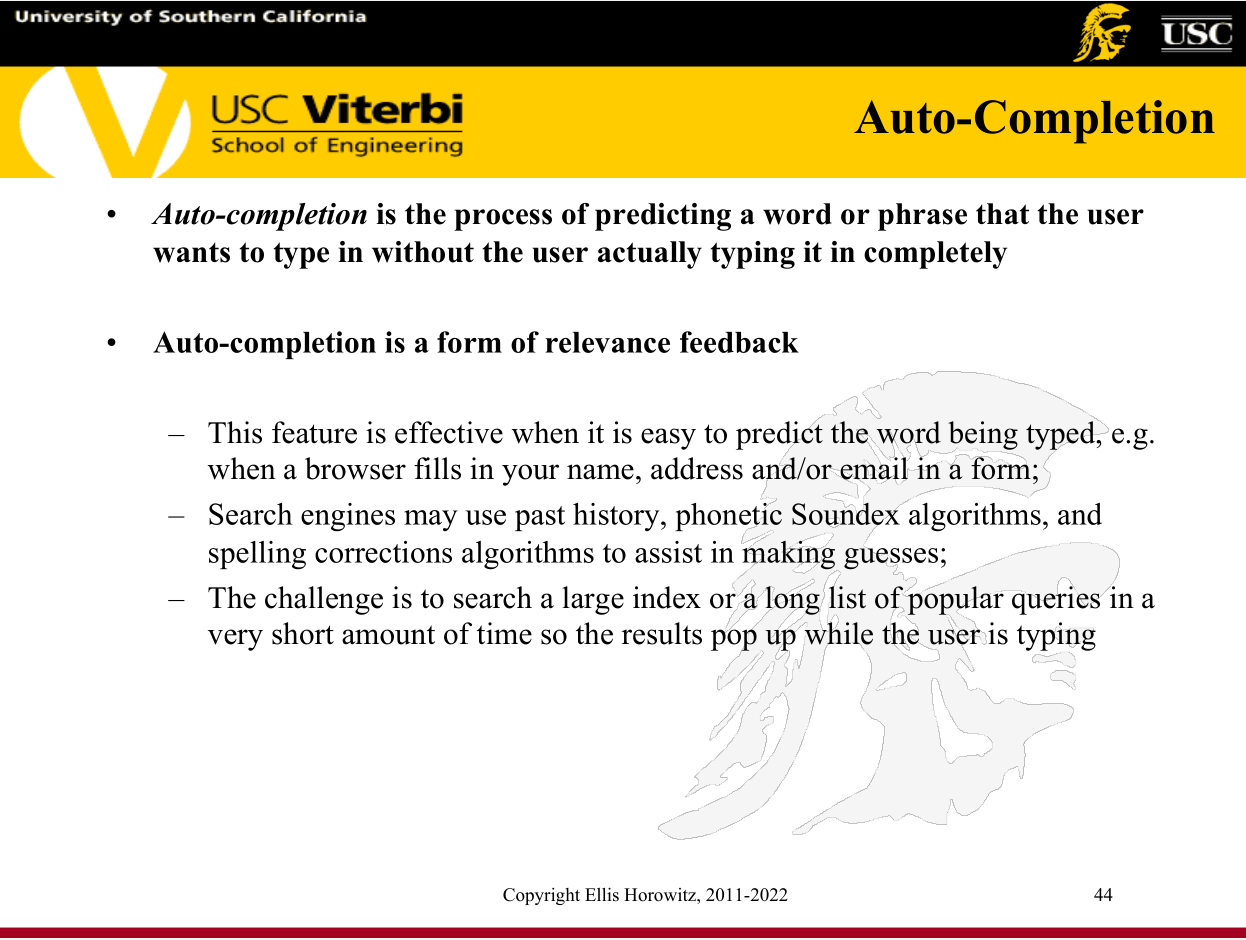 University of Southern California
USC
USC Viterbi
School of Engineering
Auto-Completion
• Auto-completion is the process of predicting a word or phrase that the user
wants to type in without the user actually typing it in completely
• Auto-completion is a form of relevance feedback
– This feature is effective when it is easy to predict the word being typed, e.g.
when a browser fills in your name, address and/or email in a form;
– Search engines may use past history, phonetic Soundex algorithms, and
spelling corrections algorithms to assist in making guesses;
– The challenge is to search a large index or a long list of popular queries in a
very short amount of time so the results pop up while the user is typing
Copyright Ellis Horowitz, 2011-2022
44